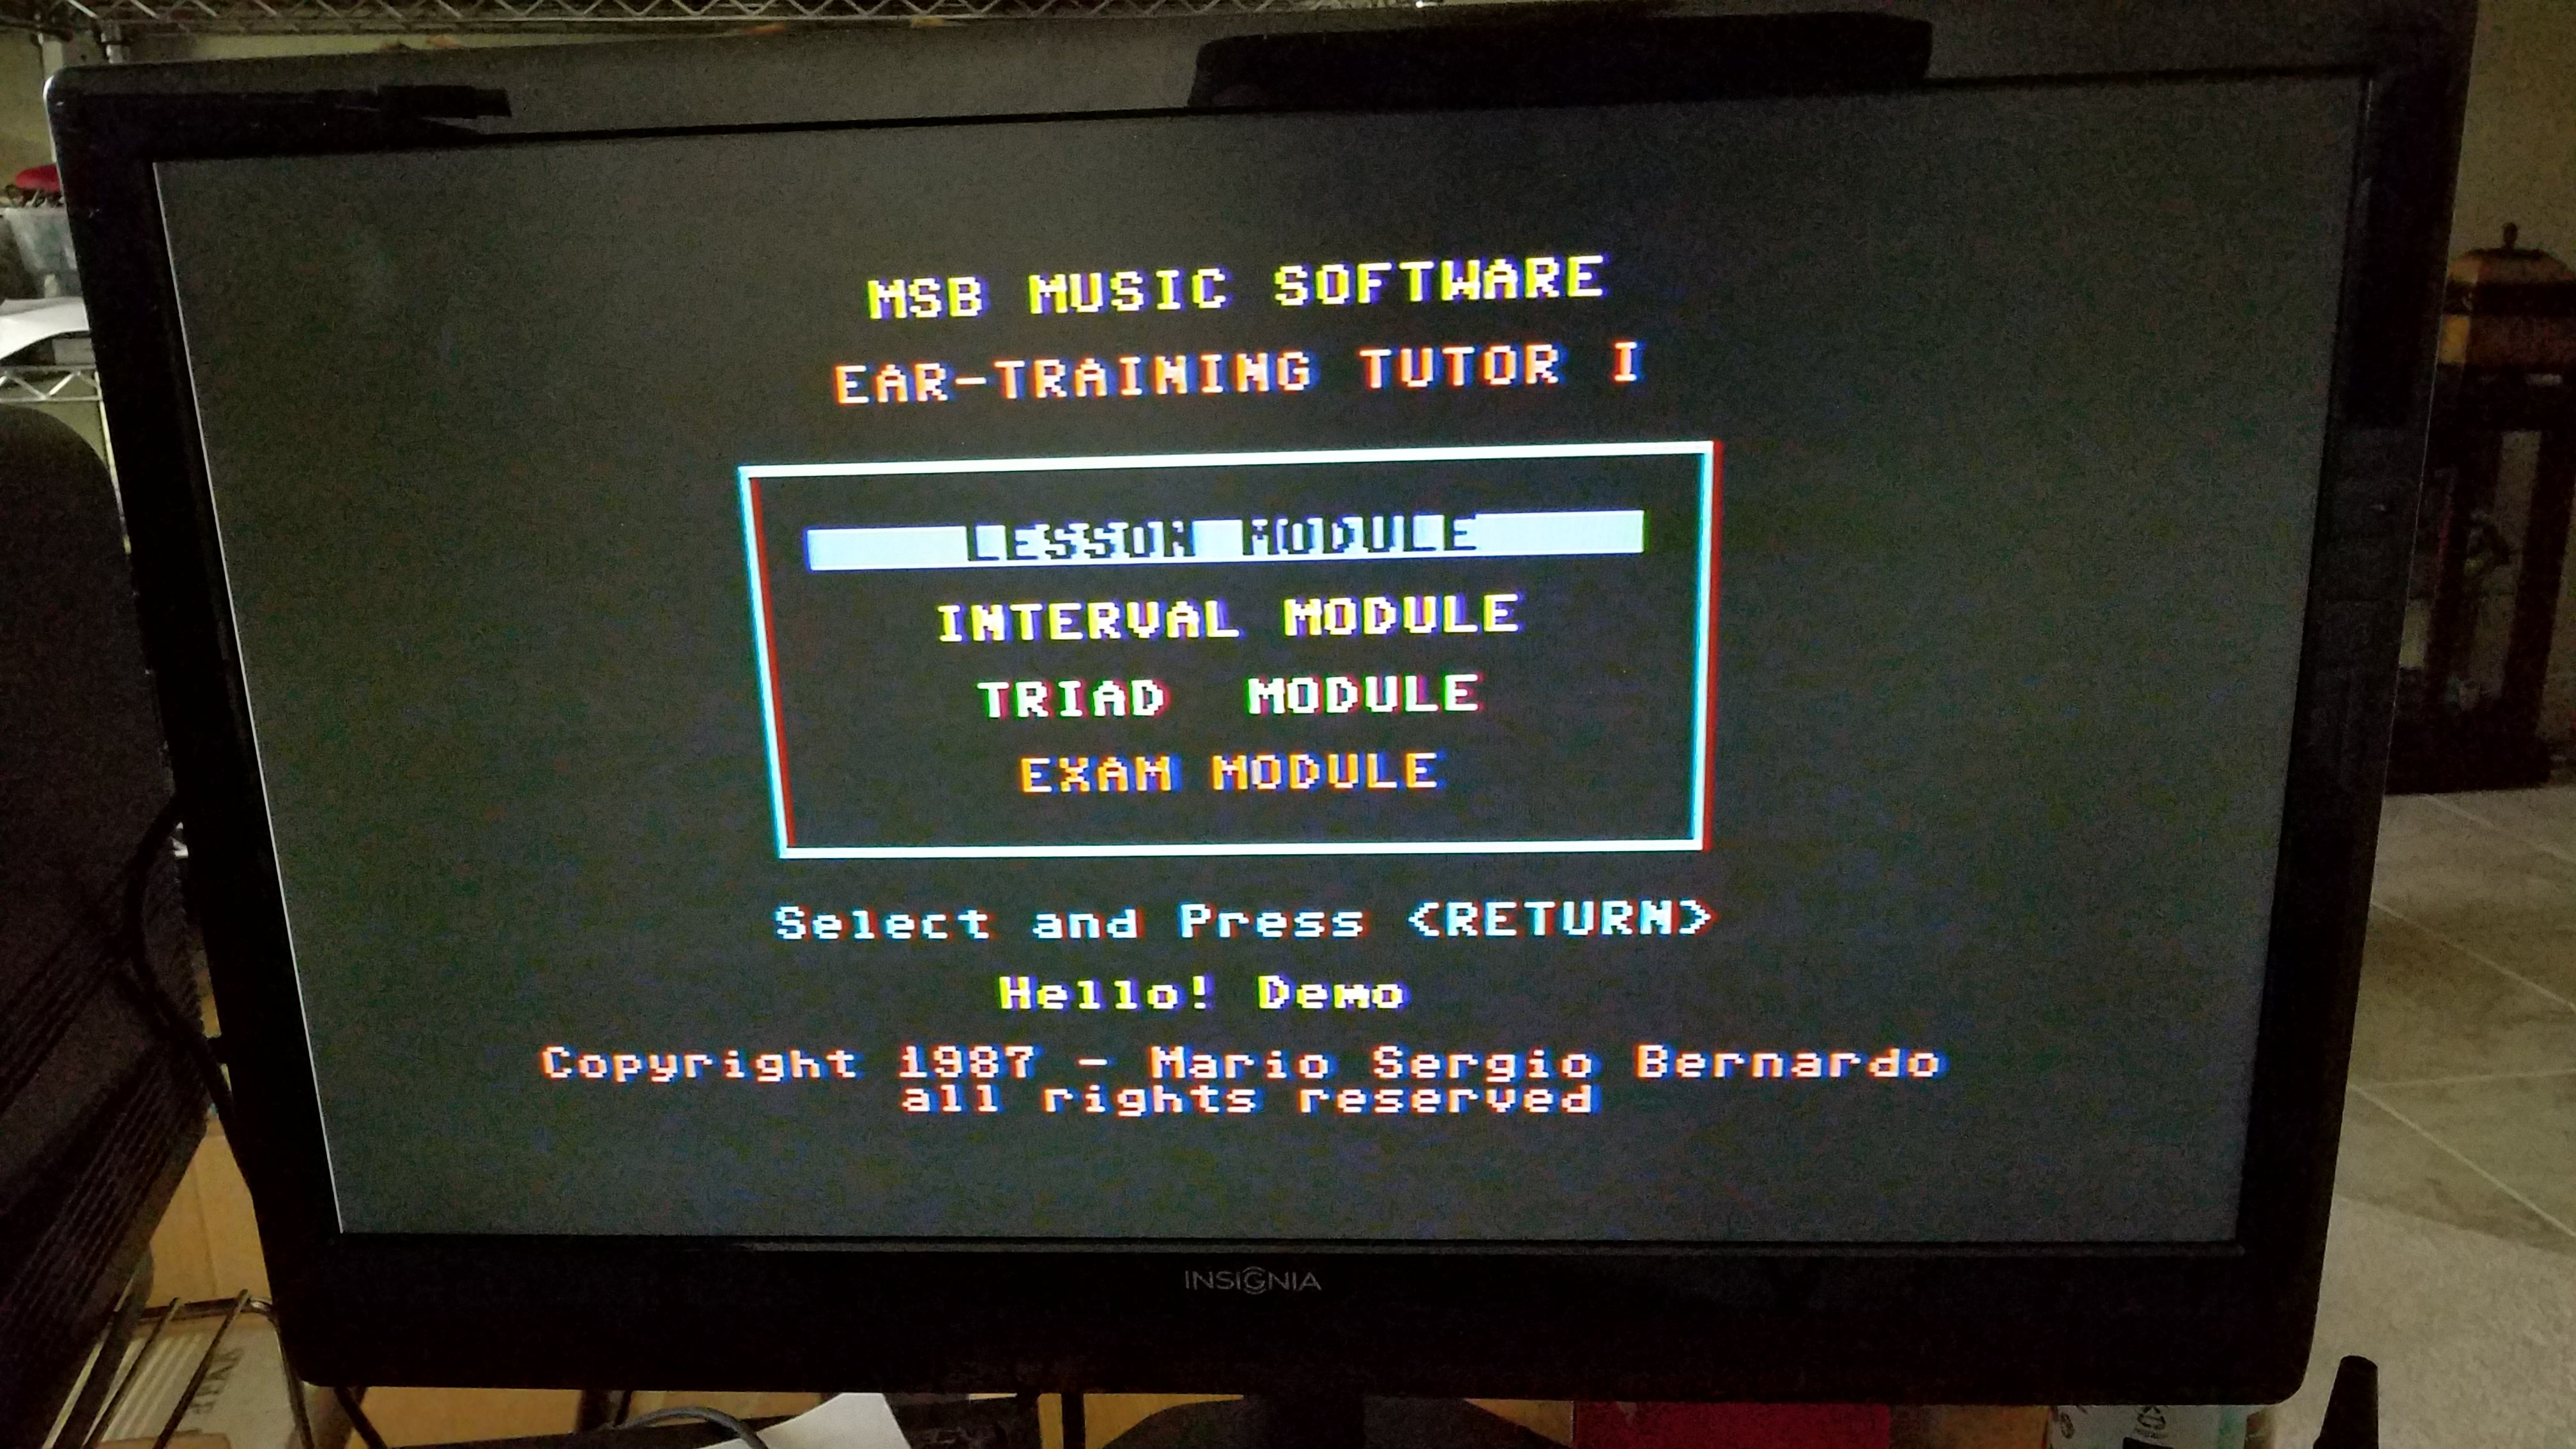 MSB MUSIC SOFTWARE
EAR-TRAINING TUTOR I
LESSON MODULE
INTERVAL MODULE
TRIAD MODULE
EXAM MODULE
Select and Press <RETURN>
Hello! Demo
Copyright 1987 - Mario Sergio Bernardo
all rights reserved
INSIGNIA